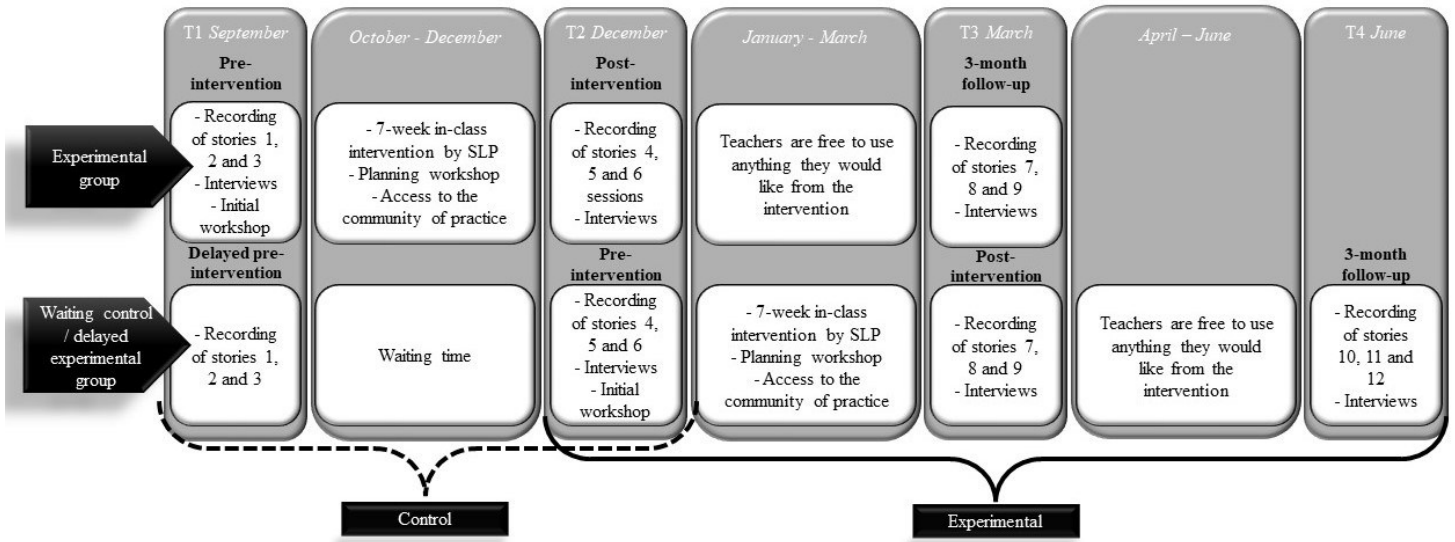 T1 September
October - December
T2 December
January - March
T3 March
April – June
T4 June
Pre-
intervention
Post-
intervention
3-month
follow-up
Experimental
group
- Recording
of stories 1,
2 and 3
- Interviews
- Initial
workshop
- 7-week in-class
intervention by SLP
- Planning workshop
- Access to the
community of practice
- Recording
of stories 4,
5 and 6
sessions
- Interviews
Teachers are free to use
anything they would
like from the
intervention
- Recording
of stories 7,
8 and 9
- Interviews
Delayed pre-
intervention
Pre-
intervention
Post-
intervention
3-month
follow-up
Waiting control
/ delayed
experimental
group
- Recording
of stories 1,
2 and 3
Waiting time
- Recording
of stories 4,
5 and 6
- Interviews
- Initial
workshop
- 7-week in-class
intervention by SLP
- Planning workshop
- Access to the
community of practice
- Recording
of stories 7,
8 and 9
- Interviews
Teachers are free to use
anything they would
like from the
intervention
- Recording
of stories
10, 11 and
12
- Interviews
Control
Experimental